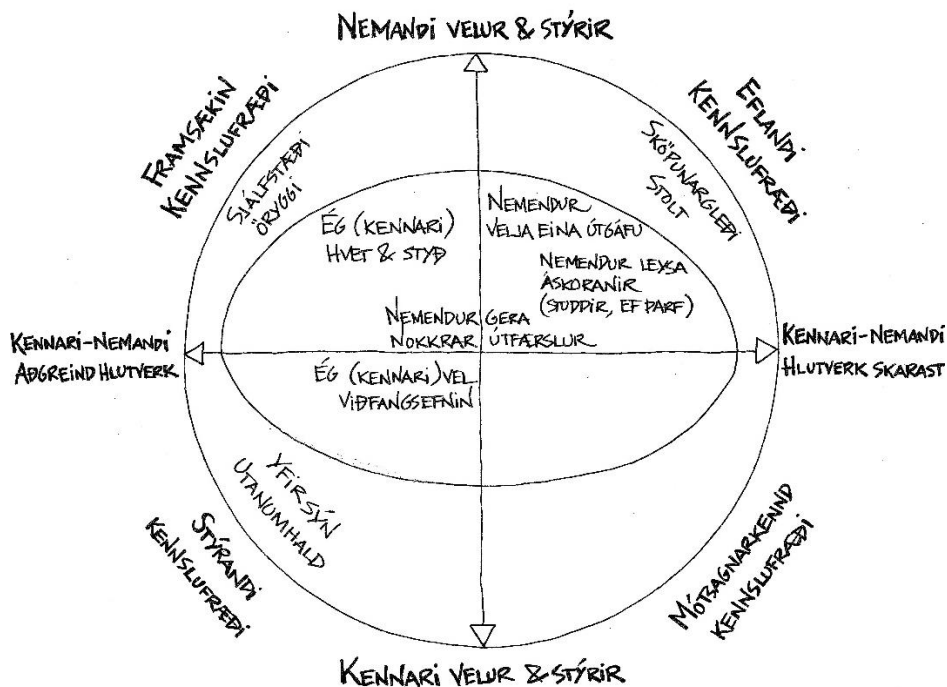 NEMANDI VELUR & STÝRIR
FRAMSÆKIN
KENNSLUFRÆÐI
EFLANDI
KENNSLUFRÆÐI
SJÁLFSTÆÐI
ÖRYGGI
SKÖPUNARGLEÐI
STOLT
ÉG (KENNARI)
HVET & STYÐ
NEMENDUR
VELJA EINA ÚTGÁFU
NEMENDUR LEYSA
ÁSKORANIR
(STUDDIR, EF ÞARF)
NEMENDUR GERA
NOKKRAR ÚTFÆRSLUR
KENNARI-NEMANDI
AÐGREIND HLUTVERK
KENNARI-NEMANDI
HLUTVERK SKARAST
ÉG (KENNARI) VEL
VIÐFANGSEFNIN
YFIRSÝN
UTANUMHALD
STÝRANDI
KENNSLUFRÆÐI
MÓTSAGNARKENND
KENNSLUFRÆÐI
KENNARI VELUR & STÝRIR